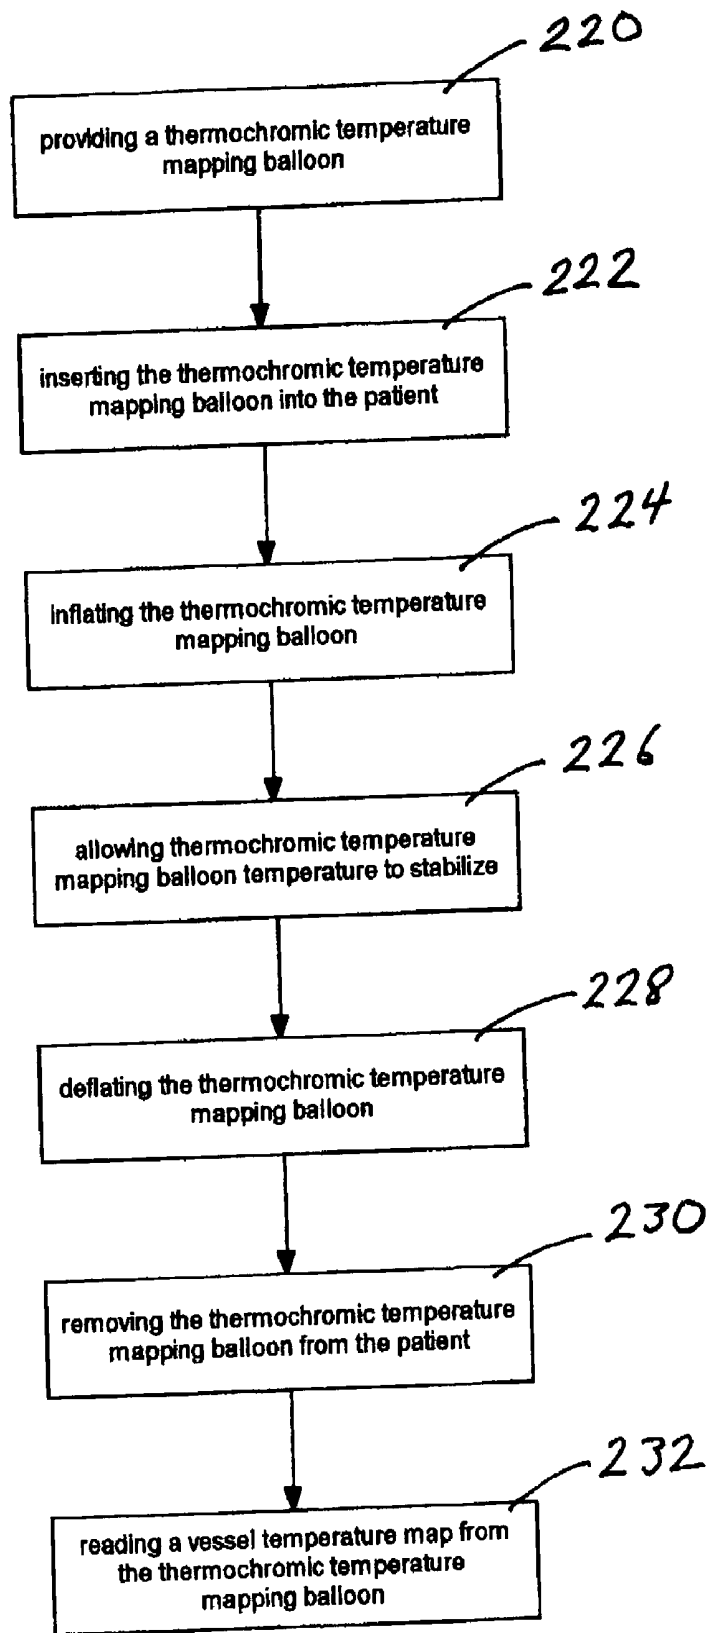 220
providing a thermochromic temperature
mapping balloon
222
inserting the thermochromic temperature
mapping balloon into the patient
224
inflating the thermochromic temperature
mapping balloon
226
allowing thermochromic temperature
mapping balloon temperature to stabilize
228
deflating the thermochromic temperature
mapping balloon
230
removing the thermochromic temperature
mapping balloon from the patient
232
reading a vessel temperature map from
the thermochromic temperature
mapping balloon